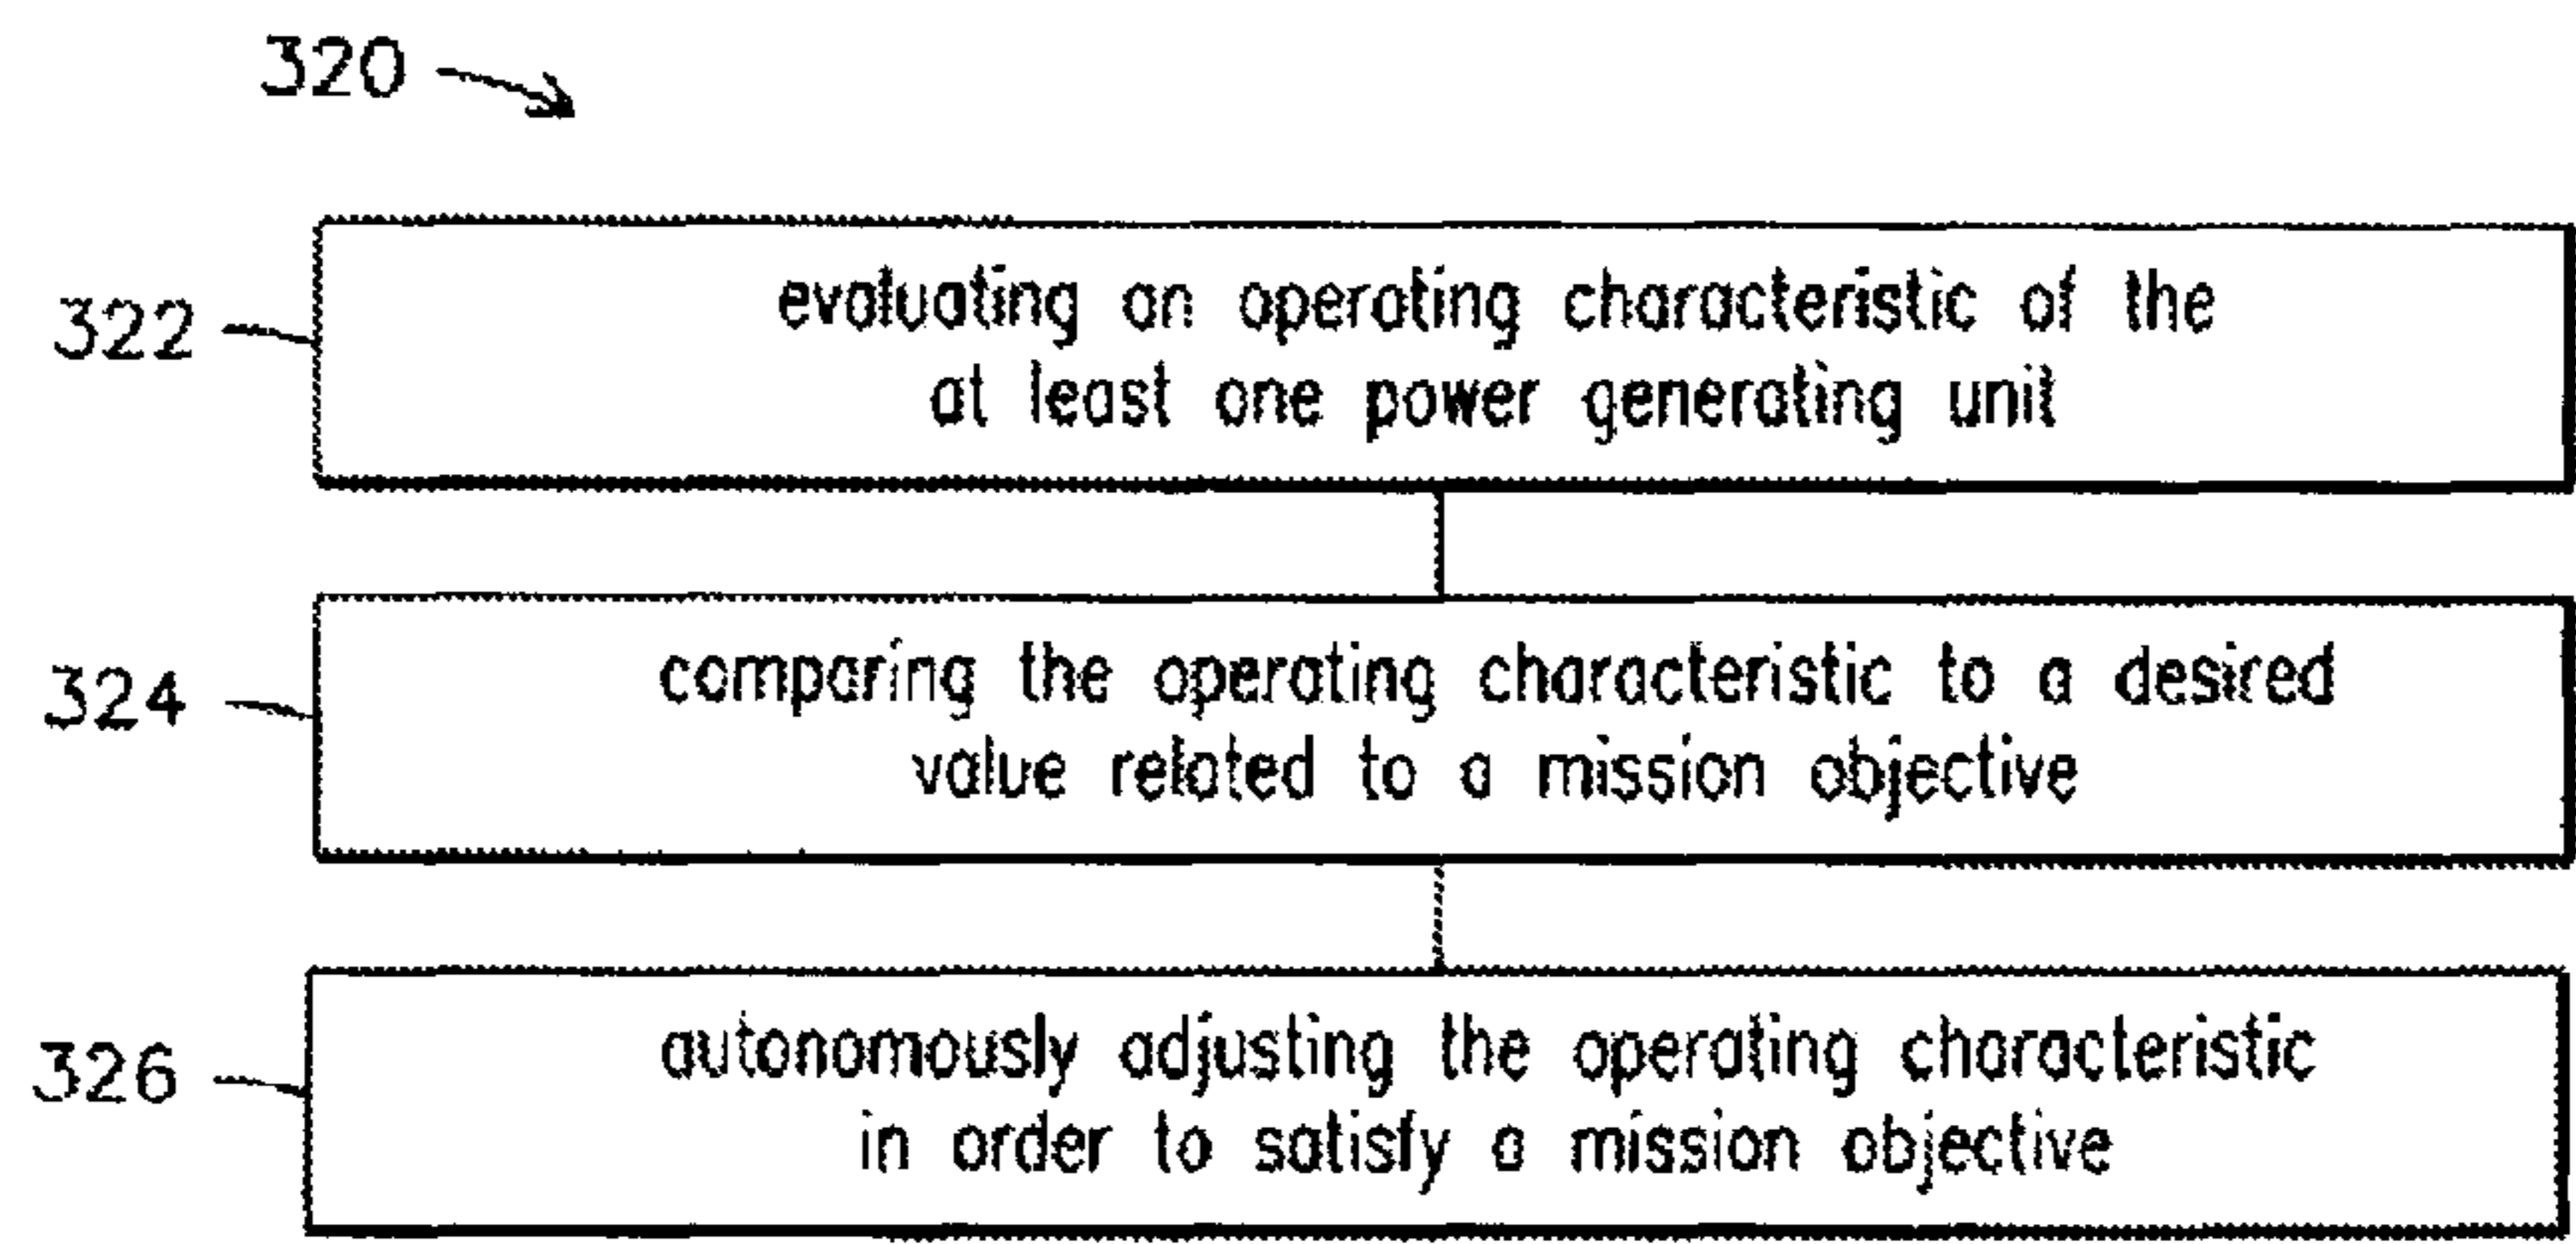 320
322
evaluating an operating characteristic of the
at least one power generating unit
324
comparing the operating characteristic to a desired
value related to a mission objective
326
autonomously adjusting the operating characteristic
in order to satisfy a mission objective